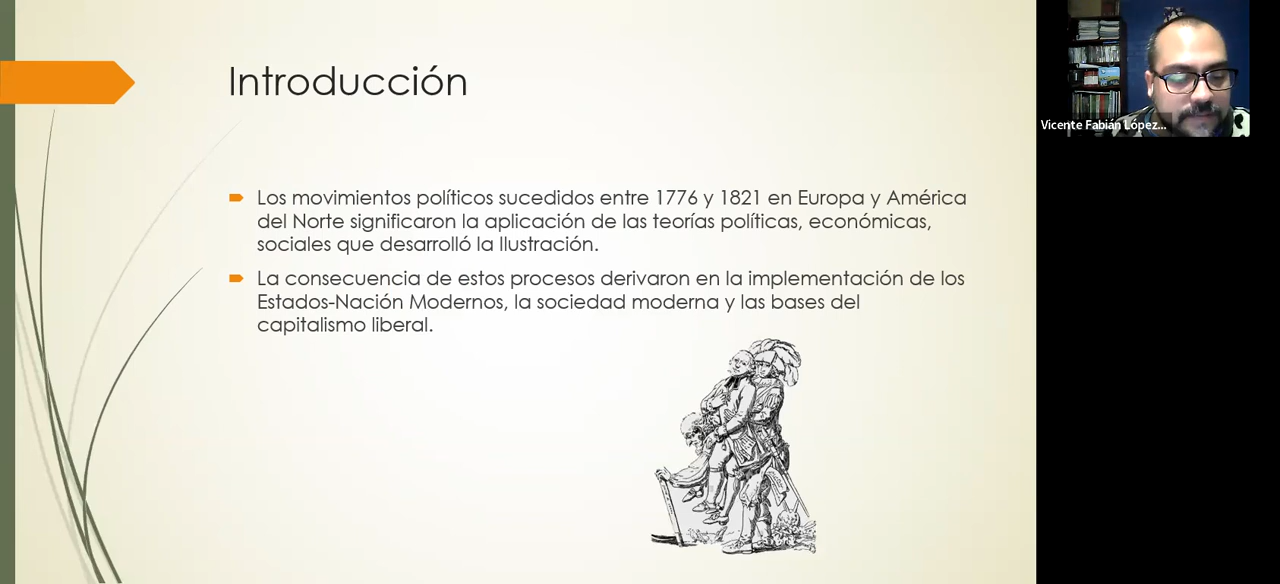 Introducción
Los movimientos políticos sucedidos entre 1776 y 1821 en Europa y América
del Norte significaron la aplicación de las teorías políticas, económicas,
sociales que desarrolló la Ilustración.
La consecuencia de estos procesos derivaron en la implementación de los
Estados-Nación Modernos, la sociedad moderna y las bases del
capitalismo liberal.
Vicente Fabián López...